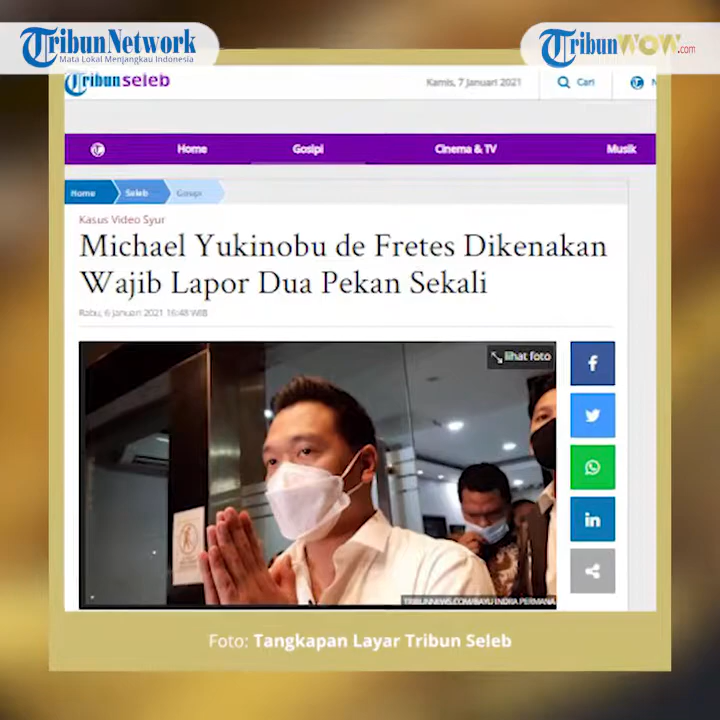 TribunNetwork
Mata Lokal Menjangkau Indonesia
TribunWOW.com
Tribunseleb
Kamis, 7 Januari 2021
Cari
N
Home
Gosipi
Cinema & TV
Musik
Home
Seleb
Gosipi
Kasus Video Syur
Michael Yukinobu de Fretes Dikenakan
Wajib Lapor Dua Pekan Sekali
Rabu, 6 Januari 2021 16:48 WIB
lihat foto
TRIBUNNEWS.COM/BAYU INDRA PERMANA
Foto: Tangkapan Layar Tribun Seleb